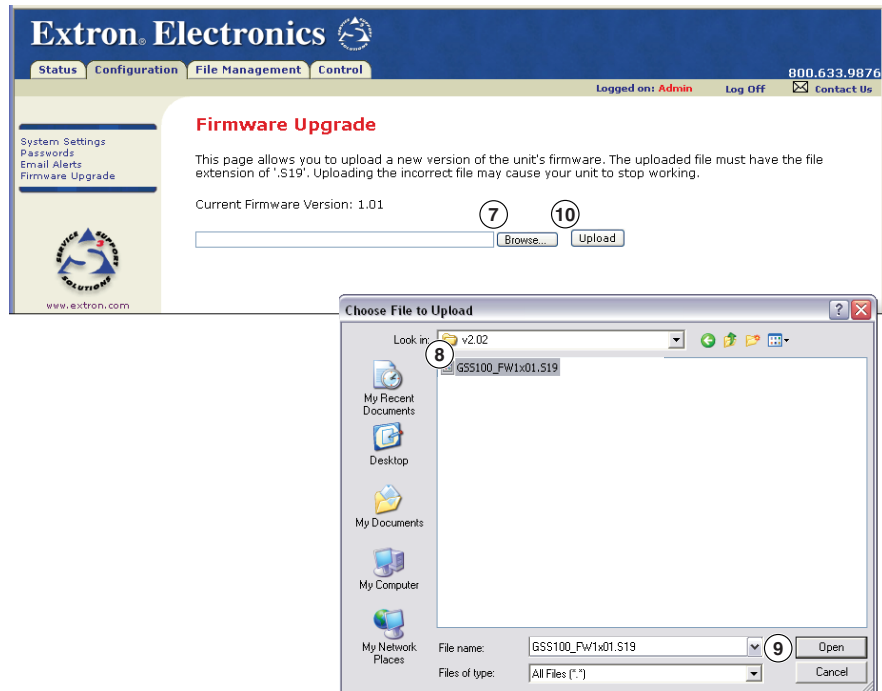 Extron® Electronics
Status Configuration File Management Control
800.633.9876
Logged on: Admin Log Off Contact Us
System Settings
Passwords
Email Alerts
Firmware Upgrade
SERVICE SUPPORT SOLUTIONS
3
www.extron.com
Firmware Upgrade
This page allows you to upload a new version of the unit's firmware. The uploaded file must have the file
extension of '.S19'. Uploading the incorrect file may cause your unit to stop working.
Current Firmware Version: 1.01
7 10
Browse... Upload
Choose File to Upload
Look in: v2.02
8
GSS100_FW1x01.S19
My Recent
Documents
Desktop
My Documents
My Computer
My Network
Places
File name: GSS100_FW1x01.S19 9 Open
Files of type: All Files (*.*) Cancel